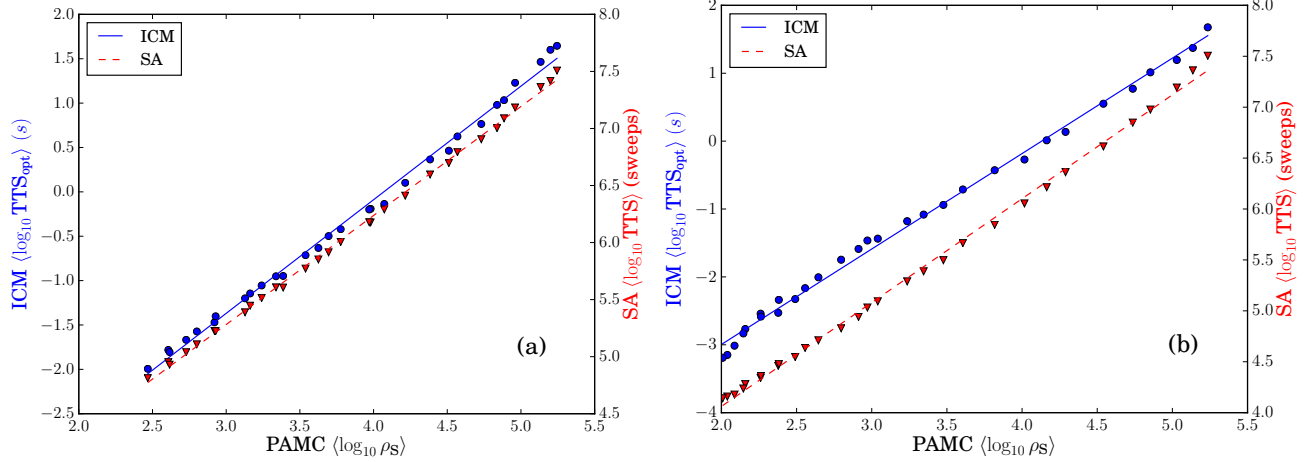 ICM
SA
2.0
1.5
1.0
0.5
0.0
−0.5
−1.0
−1.5
−2.0
−2.5
ICM ⟨log₁₀ TTS_opt⟩ (s)
8.0
7.5
7.0
6.5
6.0
5.5
5.0
4.5
SA ⟨log₁₀ TTS⟩ (sweeps)
(a)
2.0 2.5 3.0 3.5 4.0 4.5 5.0 5.5
PAMC ⟨log₁₀ ρ_S⟩
ICM
SA
2
1
0
−1
−2
−3
−4
ICM ⟨log₁₀ TTS_opt⟩ (s)
8.0
7.5
7.0
6.5
6.0
5.5
5.0
4.5
4.0
SA ⟨log₁₀ TTS⟩ (sweeps)
(b)
2.0 2.5 3.0 3.5 4.0 4.5 5.0 5.5
PAMC ⟨log₁₀ ρ_S⟩